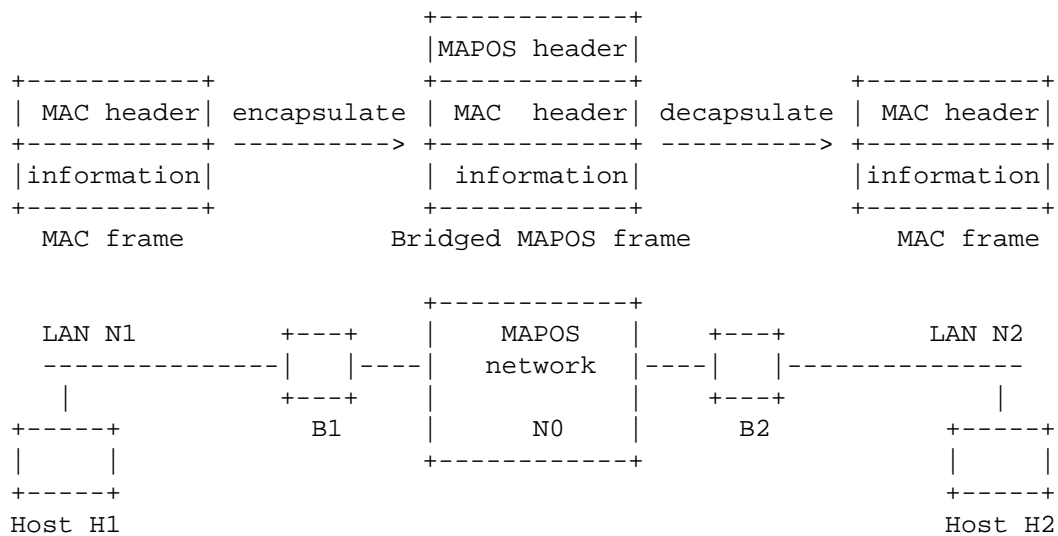 MAPOS header
MAC header encapsulate MAC header decapsulate MAC header
information information information
MAC frame Bridged MAPOS frame MAC frame
LAN N1 MAPOS LAN N2
network
B1 N0 B2
Host H1 Host H2